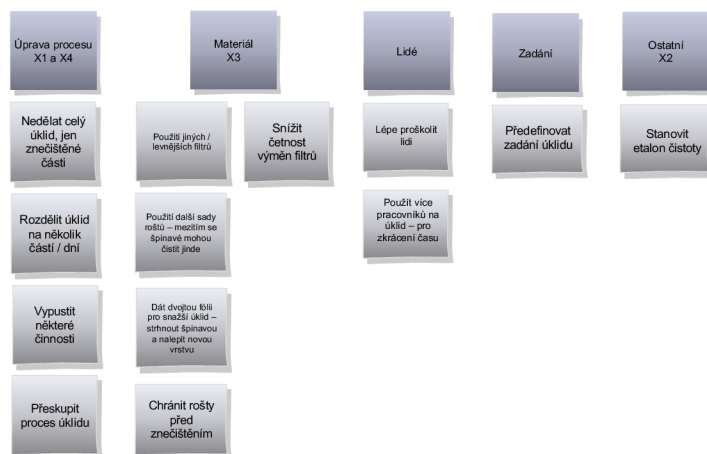 Úprava procesu
X1 a X4
Materiál
X3
Lidé
Zadání
Ostatní
X2
Nedělat celý
úklid, jen
znečištěné
části
Použití jiných /
levnějších filtrů
Snížit
četnost
výměn filtrů
Lépe proškolit
lidi
Předefinovat
zadání úklidu
Stanovit
etalon čistoty
Rozdělit úklid
na několik
částí / dní
Použití další sady
roštů – mezitím se
špinavé mohou
čistit jinde
Použít více
pracovníků na
úklid – pro
zkrácení času
Vypustit
některé
činnosti
Dát dvojtou fólii
pro snažší úklid –
strhnout špinavou
a nalepit novou
vrstvu
Přeskupit
proces úklidu
Chránit rošty
před
znečištěním